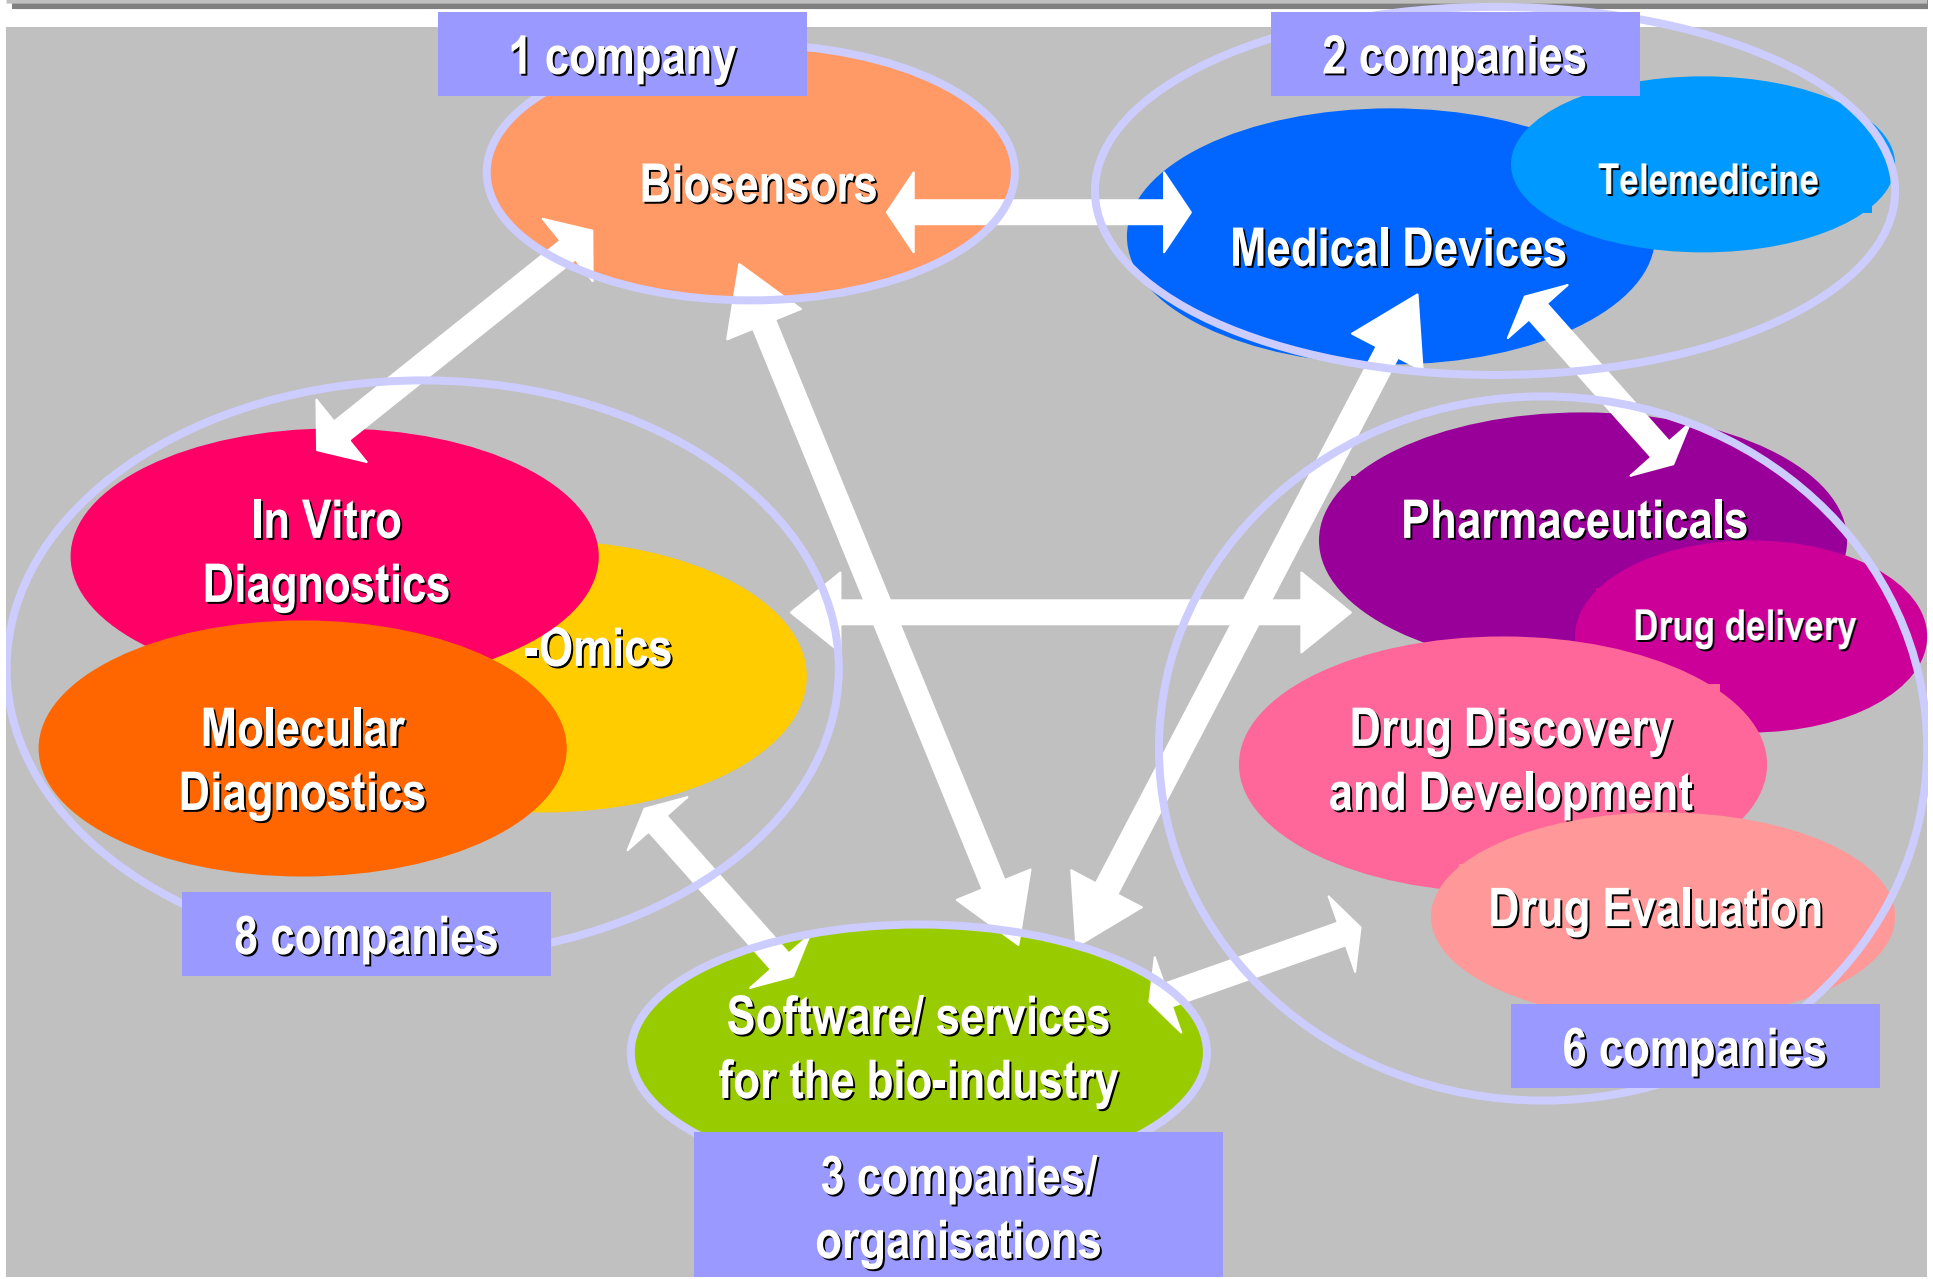 1 company
2 companies
Biosensors
Telemedicine
Medical Devices
In Vitro
Diagnostics
-Omics
Molecular
Diagnostics
8 companies
Pharmaceuticals
Drug delivery
Drug Discovery
and Development
Drug Evaluation
6 companies
Software/ services
for the bio-industry
3 companies/
organisations